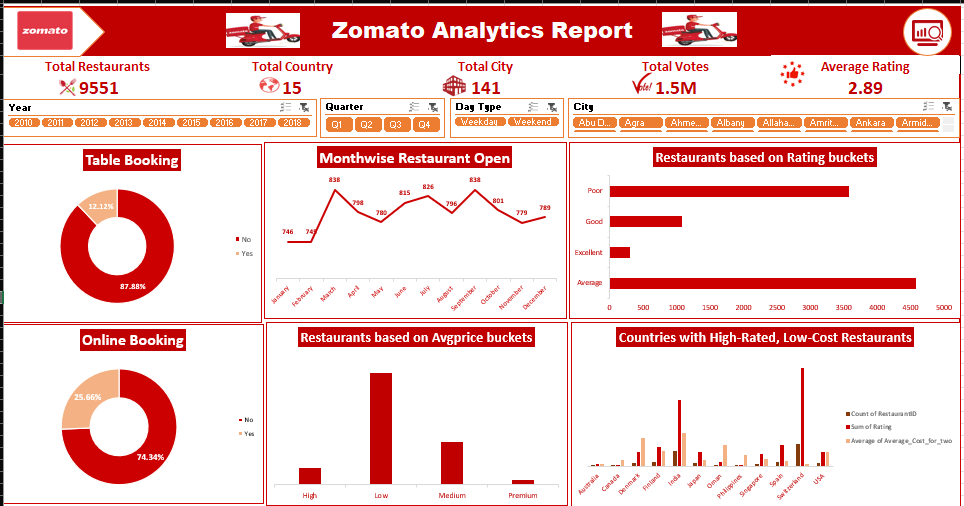 zomato
Zomato Analytics Report
Total Restaurants
9551
Total Country
15
Total City
141
Total Votes
Vote! 1.5M
Average Rating
2.89
Year
2010 2011 2012 2013 2014 2015 2016 2017 2018
Quarter
Q1 Q2 Q3 Q4
Day Type
Weekday Weekend
City
Abu D... Agra Ahme... Albany Allaha... Amrit... Ankara Armid...
Table Booking
12.12%
87.88%
No
Yes
Monthwise Restaurant Open
746 745 838 798 780 815 826 796 838 801 779 789
January February March April May June July August September October November December
Restaurants based on Rating buckets
Poor
Good
Excellent
Average
0 500 1000 1500 2000 2500 3000 3500 4000 4500 5000
Online Booking
25.66%
74.34%
No
Yes
Restaurants based on Avgprice buckets
High Low Medium Premium
Countries with High-Rated, Low-Cost Restaurants
Count of RestaurantID
Sum of Rating
Average of Average_Cost_for_two
Australia Canada Denmark Finland India Japan Oman Philippines Singapore Spain Switzerland USA